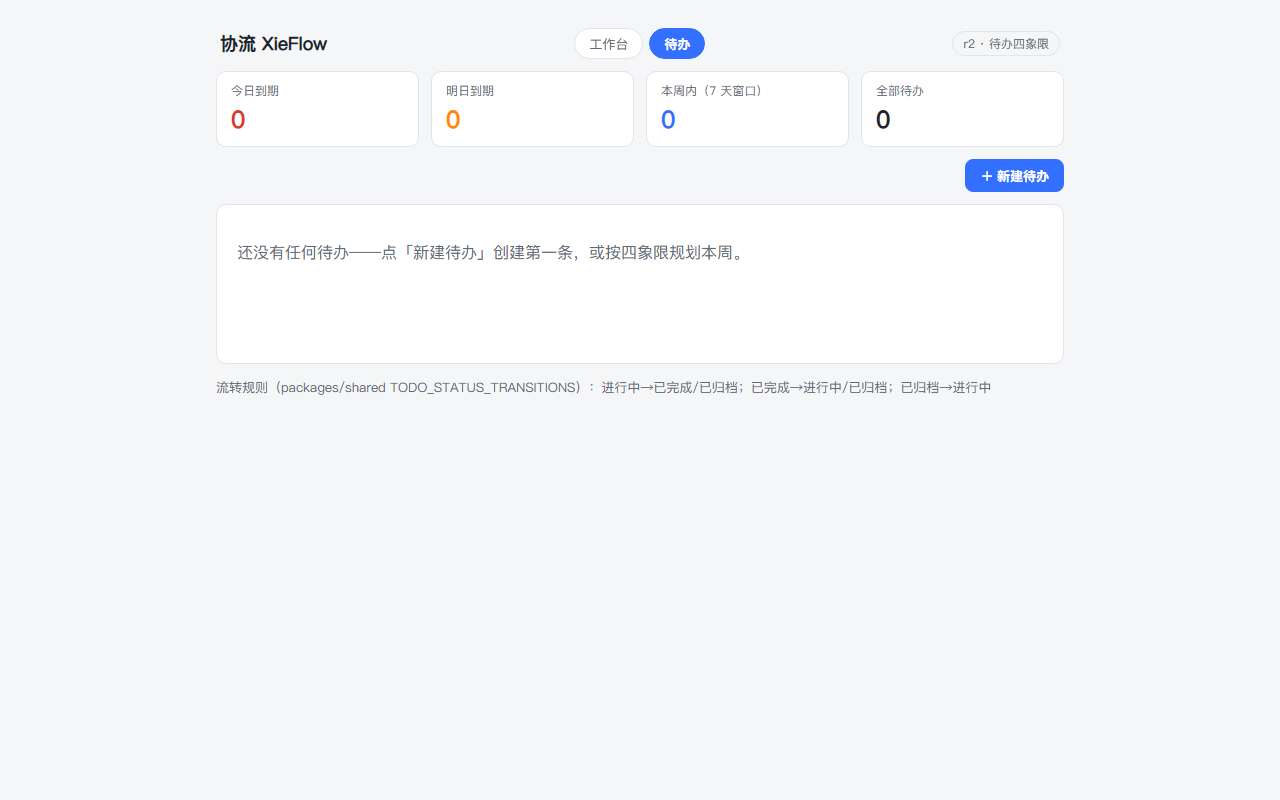 协流 XieFlow
工作台
待办
r2 · 待办四象限
今日到期
0
明日到期
0
本周内（7 天窗口）
0
全部待办
0
＋ 新建待办
还没有任何待办——点「新建待办」创建第一条，或按四象限规划本周。
流转规则（packages/shared TODO_STATUS_TRANSITIONS）：进行中→已完成/已归档；已完成→进行中/已归档；已归档→进行中